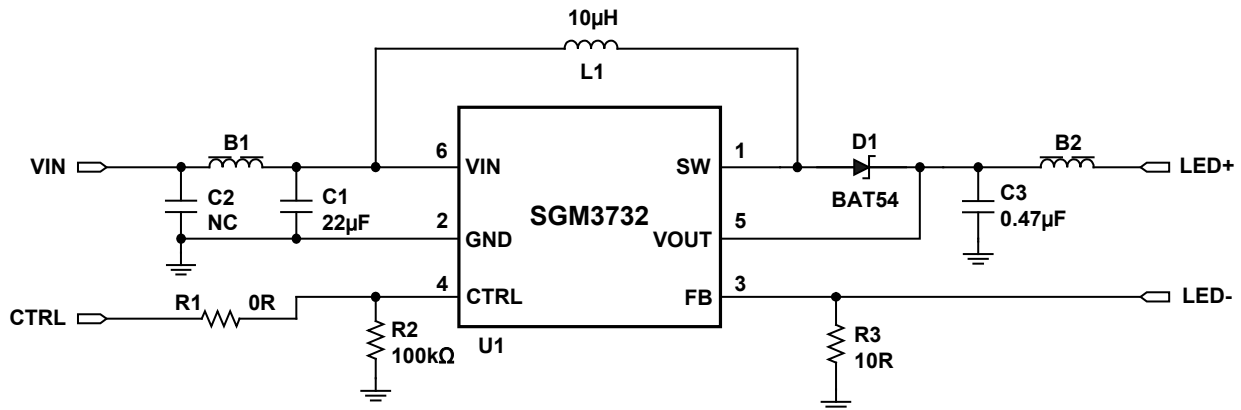 10µH
L1
B1
D1
B2
VIN
6
VIN
SW
1
LED+
C2
NC
C1
22µF
SGM3732
BAT54
C3
0.47µF
2
GND
VOUT
5
R1
0R
4
CTRL
FB
3
LED-
CTRL
R2
100kΩ
U1
R3
10R